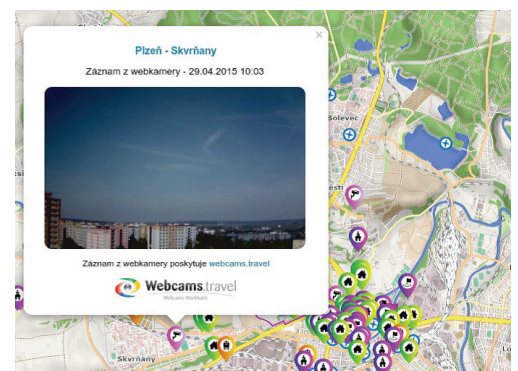 ×
Plzeň - Skvrňany
Záznam z webkamery - 29.04.2015 10:03
Záznam z webkamery poskytuje webcams.travel
Webcams.travel
Webcams Worldwide
Bolevec
Skvrňany